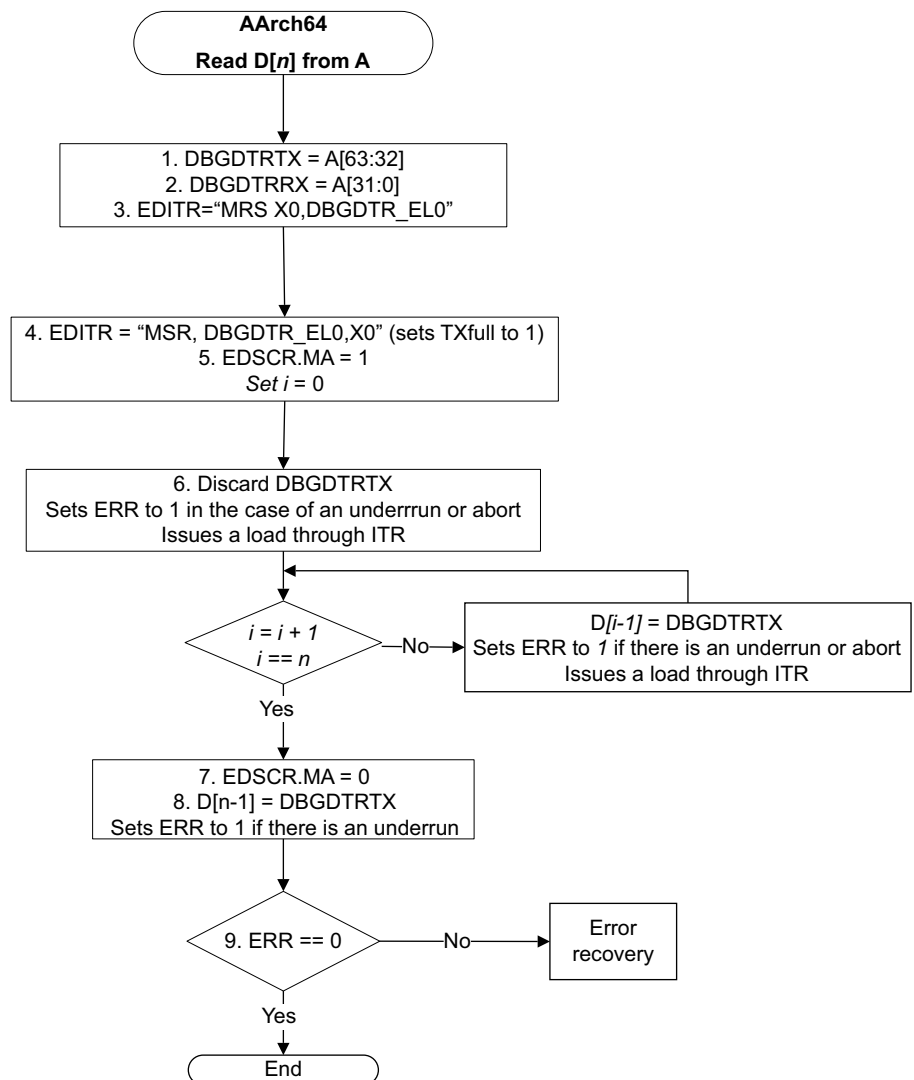 AArch64
Read D[n] from A
1. DBGDTRTX = A[63:32]
2. DBGDTRRX = A[31:0]
3. EDITR=“MRS X0,DBGDTR_EL0”
4. EDITR = “MSR, DBGDTR_EL0,X0” (sets TXfull to 1)
5. EDSCR.MA = 1
Set i = 0
6. Discard DBGDTRTX
Sets ERR to 1 in the case of an underrrun or abort
Issues a load through ITR
i = i + 1
i == n
No
D[i-1] = DBGDTRTX
Sets ERR to 1 if there is an underrun or abort
Issues a load through ITR
Yes
7. EDSCR.MA = 0
8. D[n-1] = DBGDTRTX
Sets ERR to 1 if there is an underrun
9. ERR == 0
No
Error
recovery
Yes
End